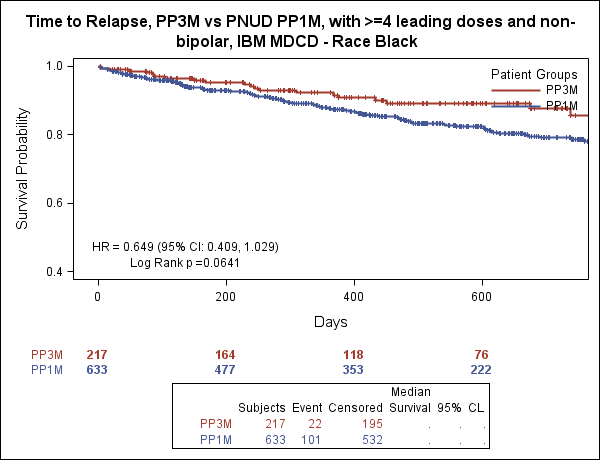 Time to Relapse, PP3M vs PNUD PP1M, with >=4 leading doses and non-
bipolar, IBM MDCD - Race Black
Survival Probability
1.0
0.8
0.6
0.4
Patient Groups
PP3M
PP1M
HR = 0.649 (95% CI: 0.409, 1.029)
Log Rank p =0.0641
0 200 400 600
Days
PP3M 217 164 118 76
PP1M 633 477 353 222
Median
Subjects Event Censored Survival 95% CL
PP3M 217 22 195 . . .
PP1M 633 101 532 . . .